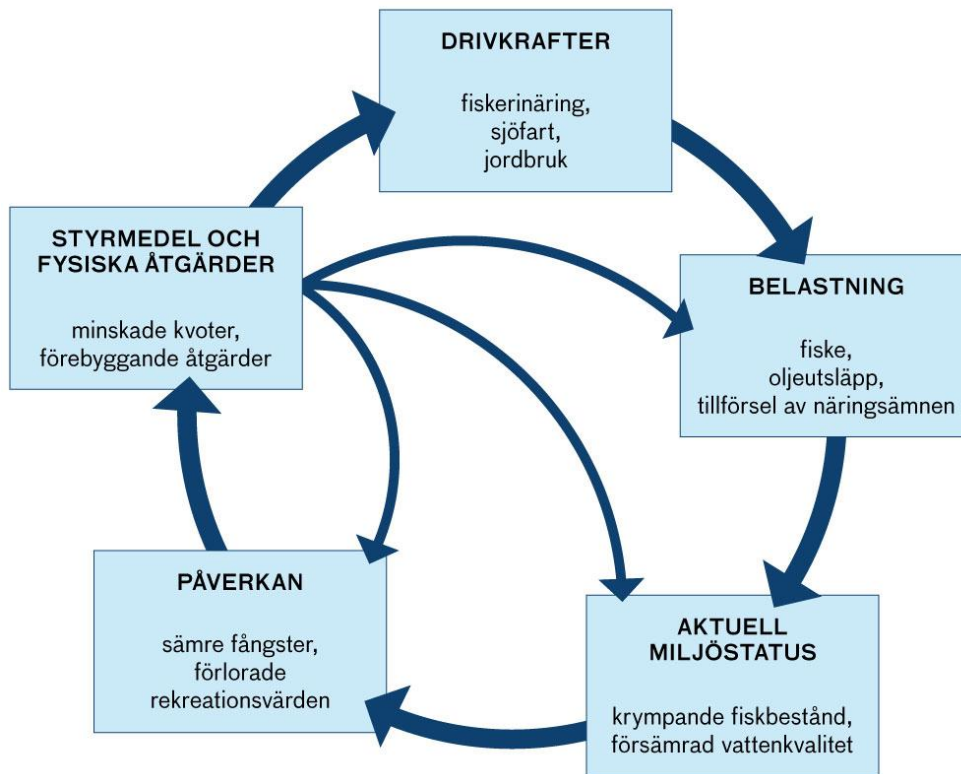 DRIVKRAFTER
fiskerinäring,
sjöfart,
jordbruk
STYRMEDEL OCH
FYSISKA ÅTGÄRDER
minskade kvoter,
förebyggande åtgärder
BELASTNING
fiske,
oljeutsläpp,
tillförsel av näringsämnen
PÅVERKAN
sämre fångster,
förlorade
rekreationsvärden
AKTUELL
MILJÖSTATUS
krympande fiskbestånd,
försämrad vattenkvalitet